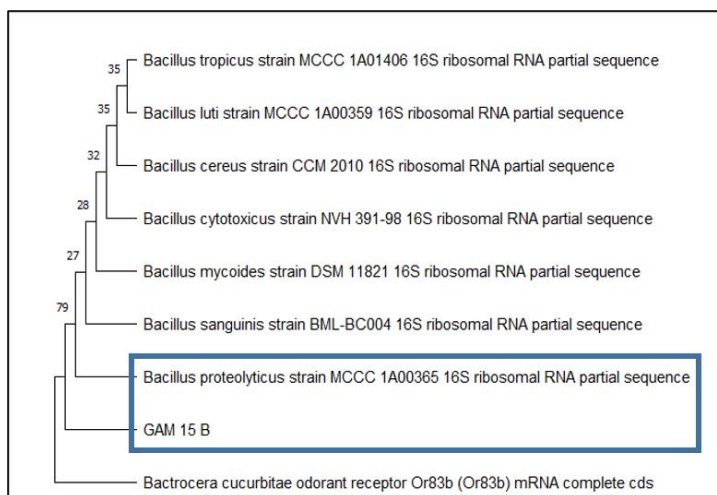 Bacillus tropicus strain MCCC 1A01406 16S ribosomal RNA partial sequence
35
Bacillus luti strain MCCC 1A00359 16S ribosomal RNA partial sequence
35
Bacillus cereus strain CCM 2010 16S ribosomal RNA partial sequence
32
Bacillus cytotoxicus strain NVH 391-98 16S ribosomal RNA partial sequence
28
Bacillus mycoides strain DSM 11821 16S ribosomal RNA partial sequence
27
Bacillus sanguinis strain BML-BC004 16S ribosomal RNA partial sequence
79
Bacillus proteolyticus strain MCCC 1A00365 16S ribosomal RNA partial sequence
GAM 15 B
Bactrocera cucurbitae odorant receptor Or83b (Or83b) mRNA complete cds